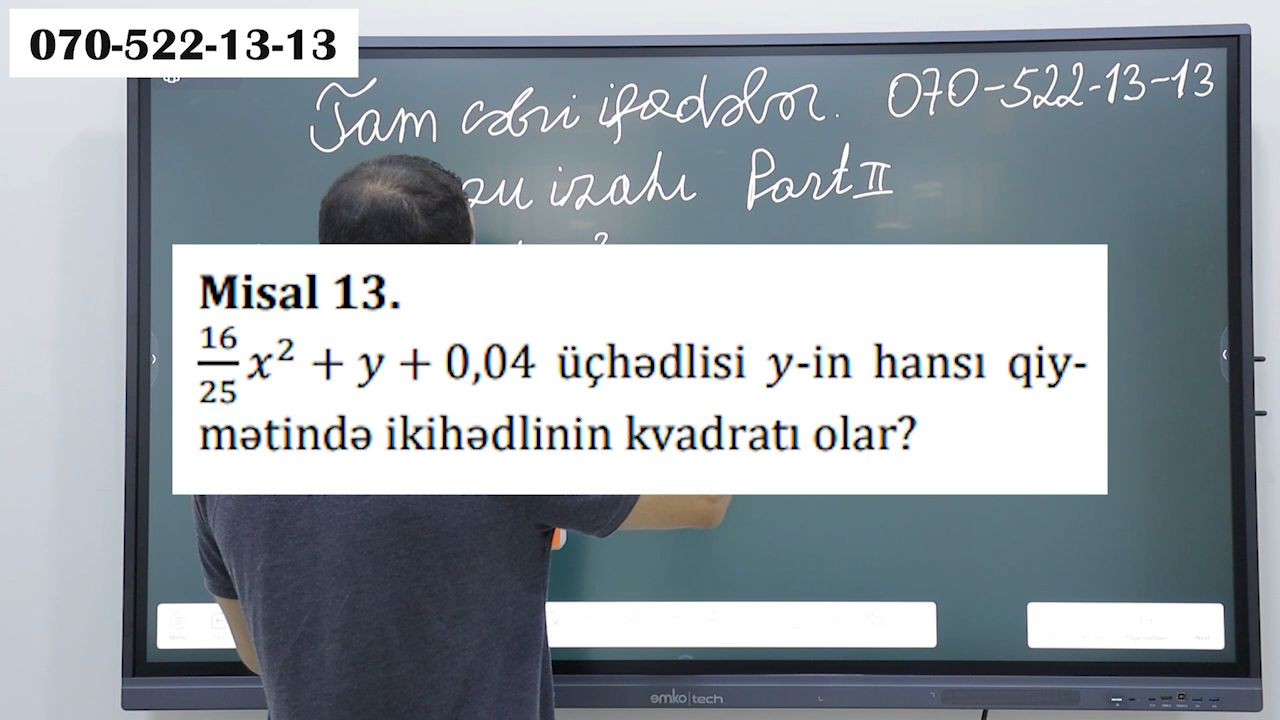 070-522-13-13
Tam cəbri ifadələr. 070-522-13-13
izahı Part II
Misal 13.
16/25 x² + y + 0,04 üçhədlisi y-in hansı qiy-
mətində ikihədlinin kvadratı olar?
emko|tech